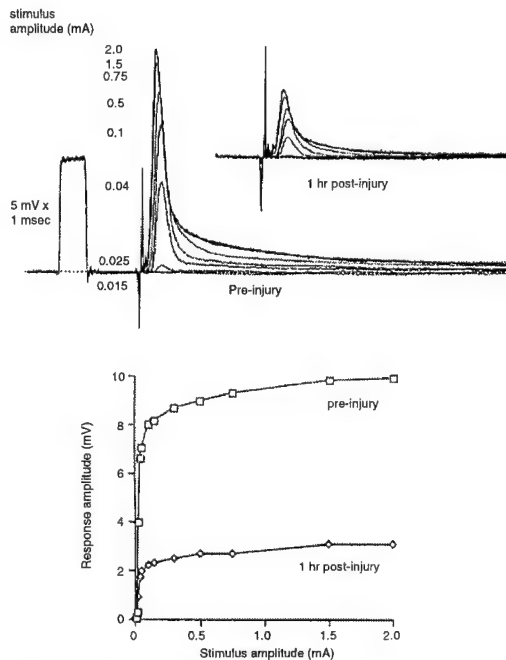 stimulus
amplitude (mA)
2.0
1.5
0.75
0.5
0.1
0.04
0.025
0.015
5 mV x
1 msec
1 hr post-injury
Pre-injury
10
8
6
4
2
0
Response amplitude (mV)
pre-injury
1 hr post-injury
0
0.5
1.0
1.5
2.0
Stimulus amplitude (mA)